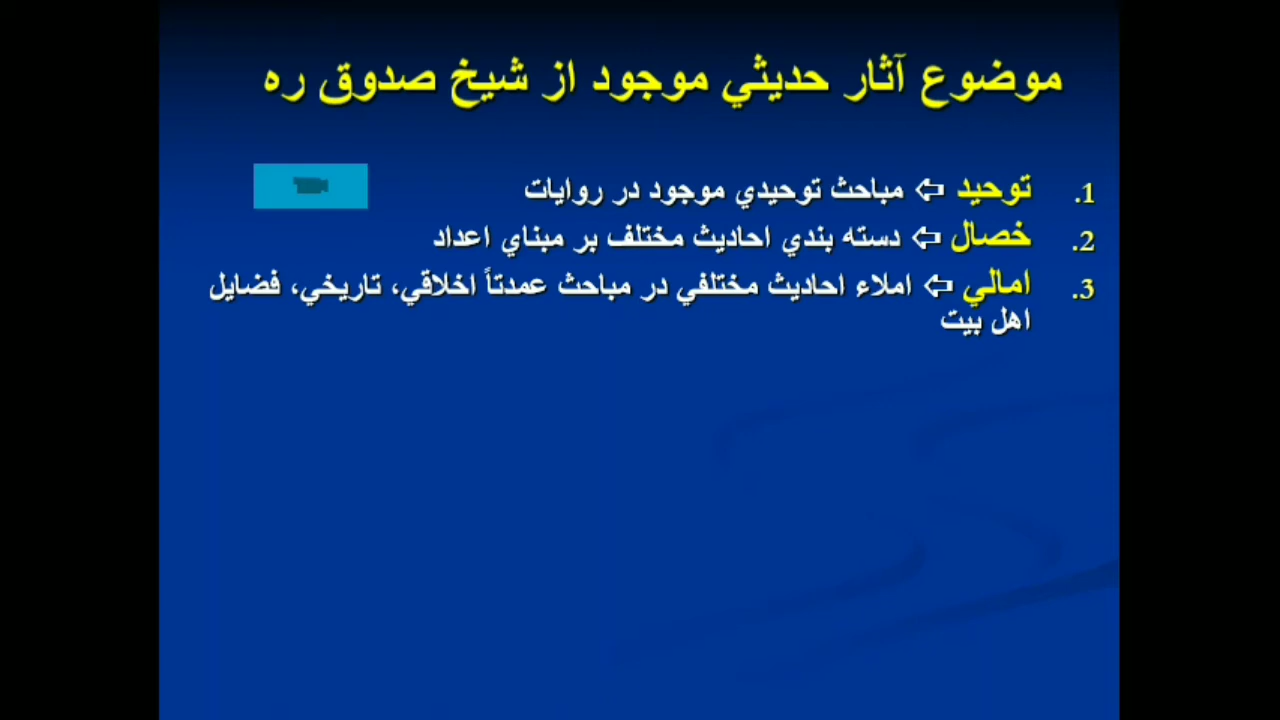 موضوع آثار حديثي موجود از شيخ صدوق ره
1. توحيد ⇦ مباحث توحيدي موجود در روايات
2. خصال ⇦ دسته بندي احاديث مختلف بر مبناي اعداد
3. امالي ⇦ املاء احاديث مختلفي در مباحث عمدتاً اخلاقي، تاريخي، فضايل
اهل بيت